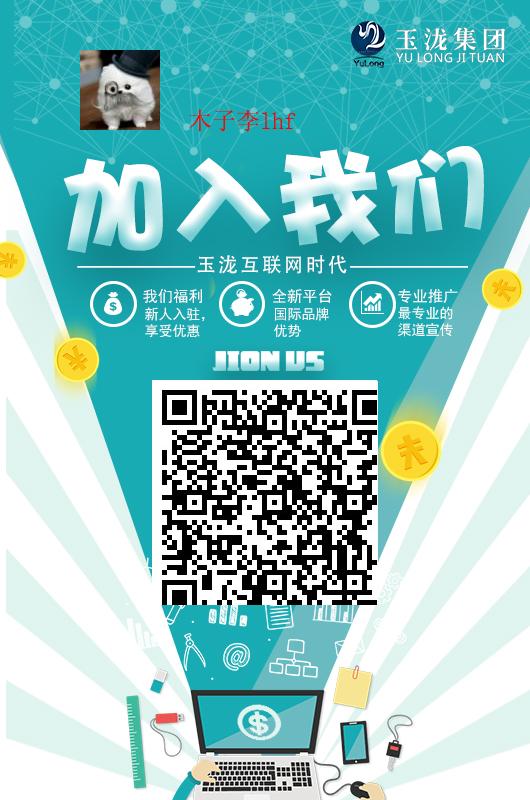 玉泷集团
YuLong
YU LONG JI TUAN
木子李lhf
加入我们
玉泷互联网时代
我们福利
新人入驻,
享受优惠
全新平台
国际品牌
优势
专业推广
最专业的
渠道宣传
JION US